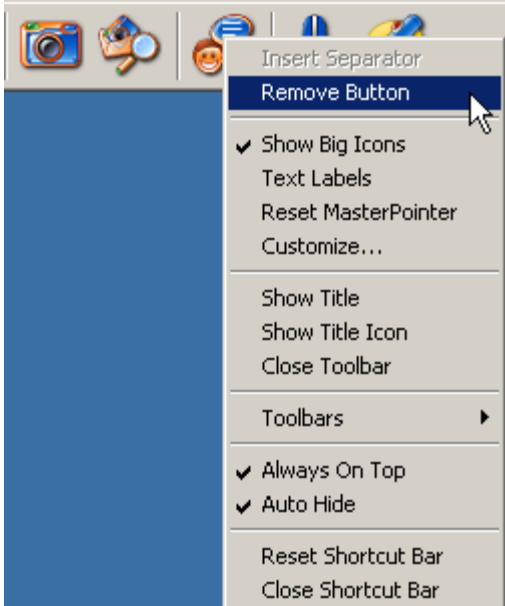 Insert Separator
Remove Button
Show Big Icons
Text Labels
Reset MasterPointer
Customize...
Show Title
Show Title Icon
Close Toolbar
Toolbars
Always On Top
Auto Hide
Reset Shortcut Bar
Close Shortcut Bar